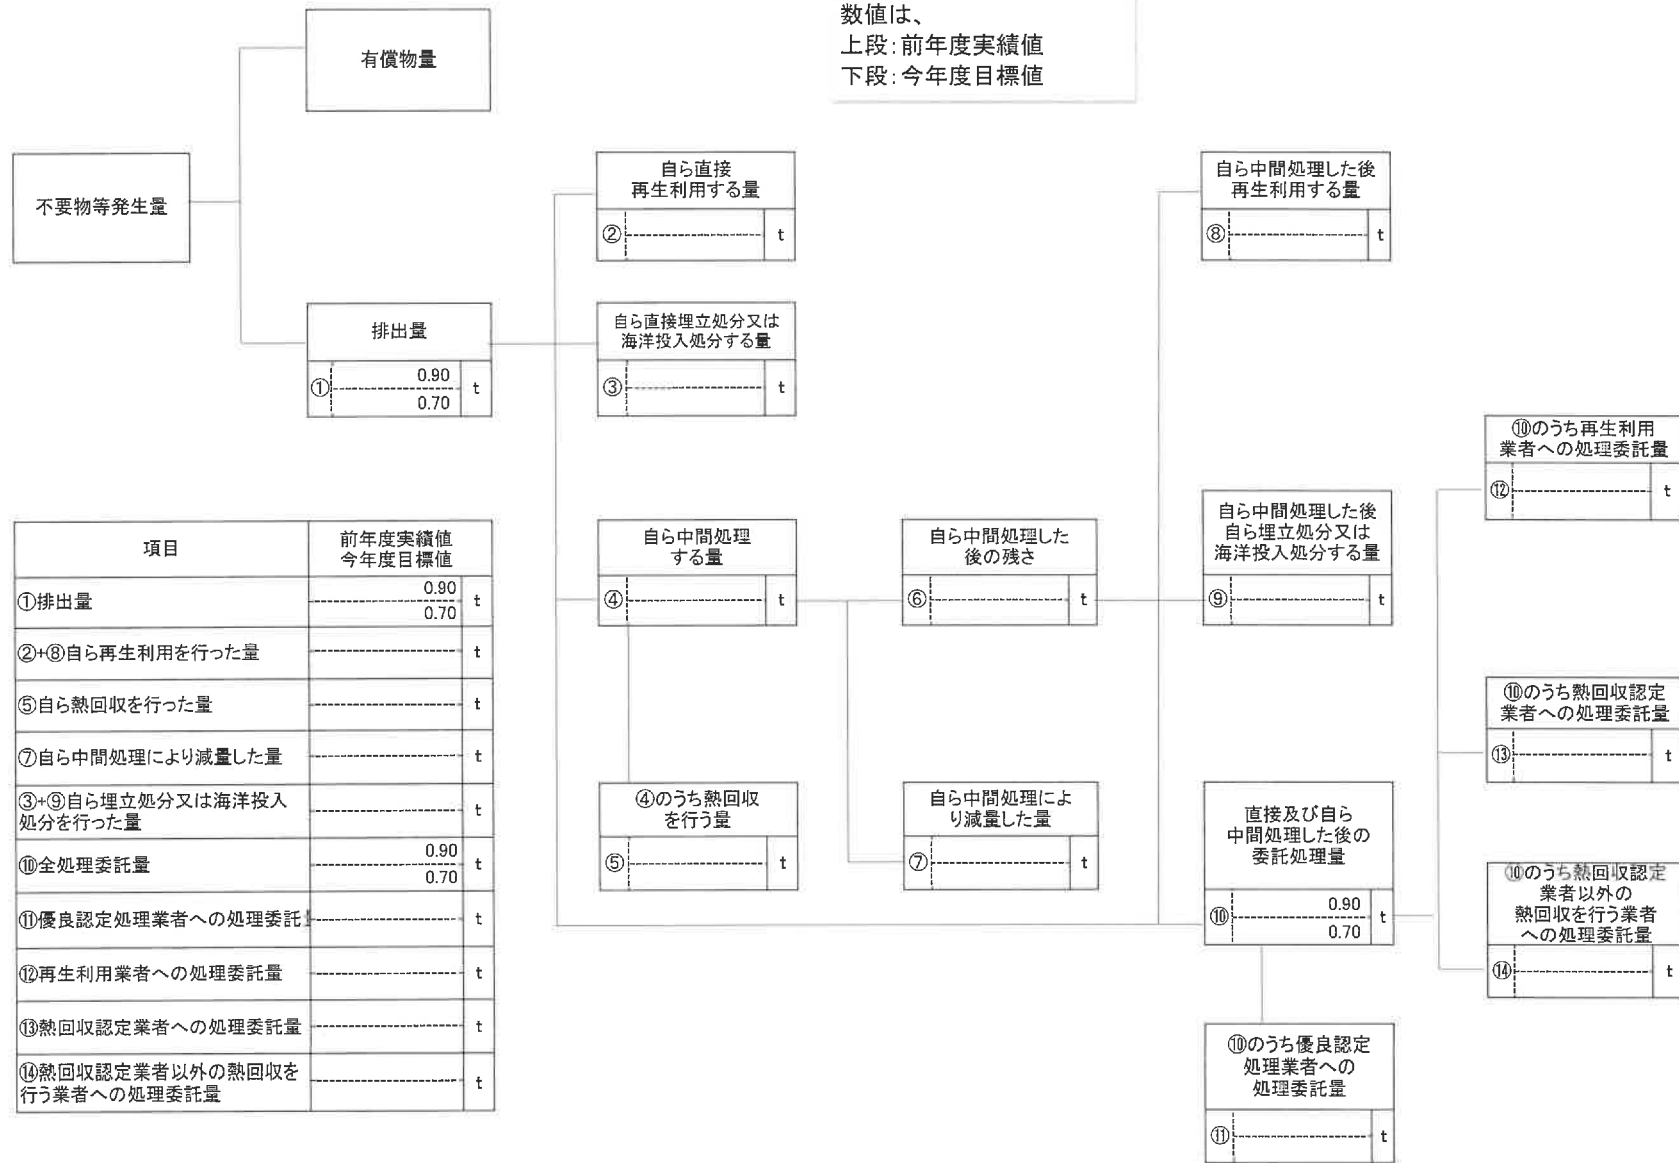 数値は、
上段：前年度実績値
下段：今年度目標値
有償物量
不要物等発生量
排出量
①
0.90
0.70
t
自ら直接
再生利用する量
②
t
自ら直接埋立処分又は
海洋投入処分する量
③
t
自ら中間処理
する量
④
t
④のうち熱回収
を行う量
⑤
t
自ら中間処理した
後の残さ
⑥
t
自ら中間処理によ
り減量した量
⑦
t
自ら中間処理した後
再生利用する量
⑧
t
自ら中間処理した後
自ら埋立処分又は
海洋投入処分する量
⑨
t
直接及び自ら
中間処理した後の
委託処理量
⑩
0.90
0.70
t
⑩のうち優良認定
処理業者への
処理委託量
⑪
t
⑩のうち再生利用
業者への処理委託量
⑫
t
⑩のうち熱回収認定
業者への処理委託量
⑬
t
⑩のうち熱回収認定
業者以外の
熱回収を行う業者
への処理委託量
⑭
t
項目
前年度実績値
今年度目標値
①排出量
0.90
0.70
t
②+⑧自ら再生利用を行った量
t
⑤自ら熱回収を行った量
t
⑦自ら中間処理により減量した量
t
③+⑨自ら埋立処分又は海洋投入
処分を行った量
t
⑩全処理委託量
0.90
0.70
t
⑪優良認定処理業者への処理委託
t
⑫再生利用業者への処理委託量
t
⑬熱回収認定業者への処理委託量
t
⑭熱回収認定業者以外の熱回収を
行う業者への処理委託量
t